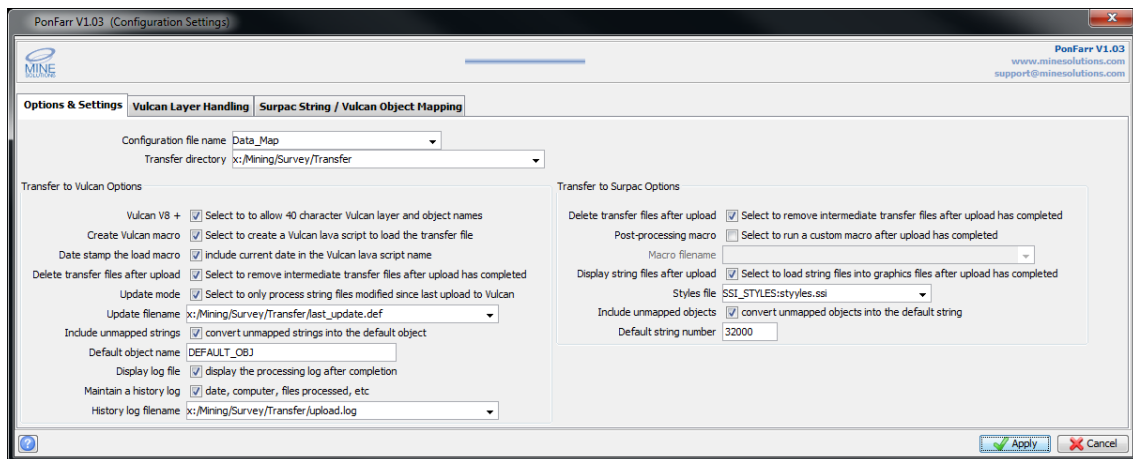 PonFarr V1.03 (Configuration Settings)
MINE
SOLUTIONS
PonFarr V1.03
www.minesolutions.com
support@minesolutions.com
Options & Settings Vulcan Layer Handling Surpac String / Vulcan Object Mapping
Configuration file name Data_Map
Transfer directory x:/Mining/Survey/Transfer
Transfer to Vulcan Options
Vulcan V8 + Select to to allow 40 character Vulcan layer and object names
Create Vulcan macro Select to create a Vulcan lava script to load the transfer file
Date stamp the load macro include current date in the Vulcan lava script name
Delete transfer files after upload Select to remove intermediate transfer files after upload has completed
Update mode Select to only process string files modified since last upload to Vulcan
Update filename x:/Mining/Survey/Transfer/last_update.def
Include unmapped strings convert unmapped strings into the default object
Default object name DEFAULT_OBJ
Display log file display the processing log after completion
Maintain a history log date, computer, files processed, etc
History log filename x:/Mining/Survey/Transfer/upload.log
Transfer to Surpac Options
Delete transfer files after upload Select to remove intermediate transfer files after upload has completed
Post-processing macro Select to run a custom macro after upload has completed
Macro filename
Display string files after upload Select to load string files into graphics files after upload has completed
Styles file SSI_STYLES:styyles.ssi
Include unmapped objects convert unmapped objects into the default string
Default string number 32000
Apply Cancel